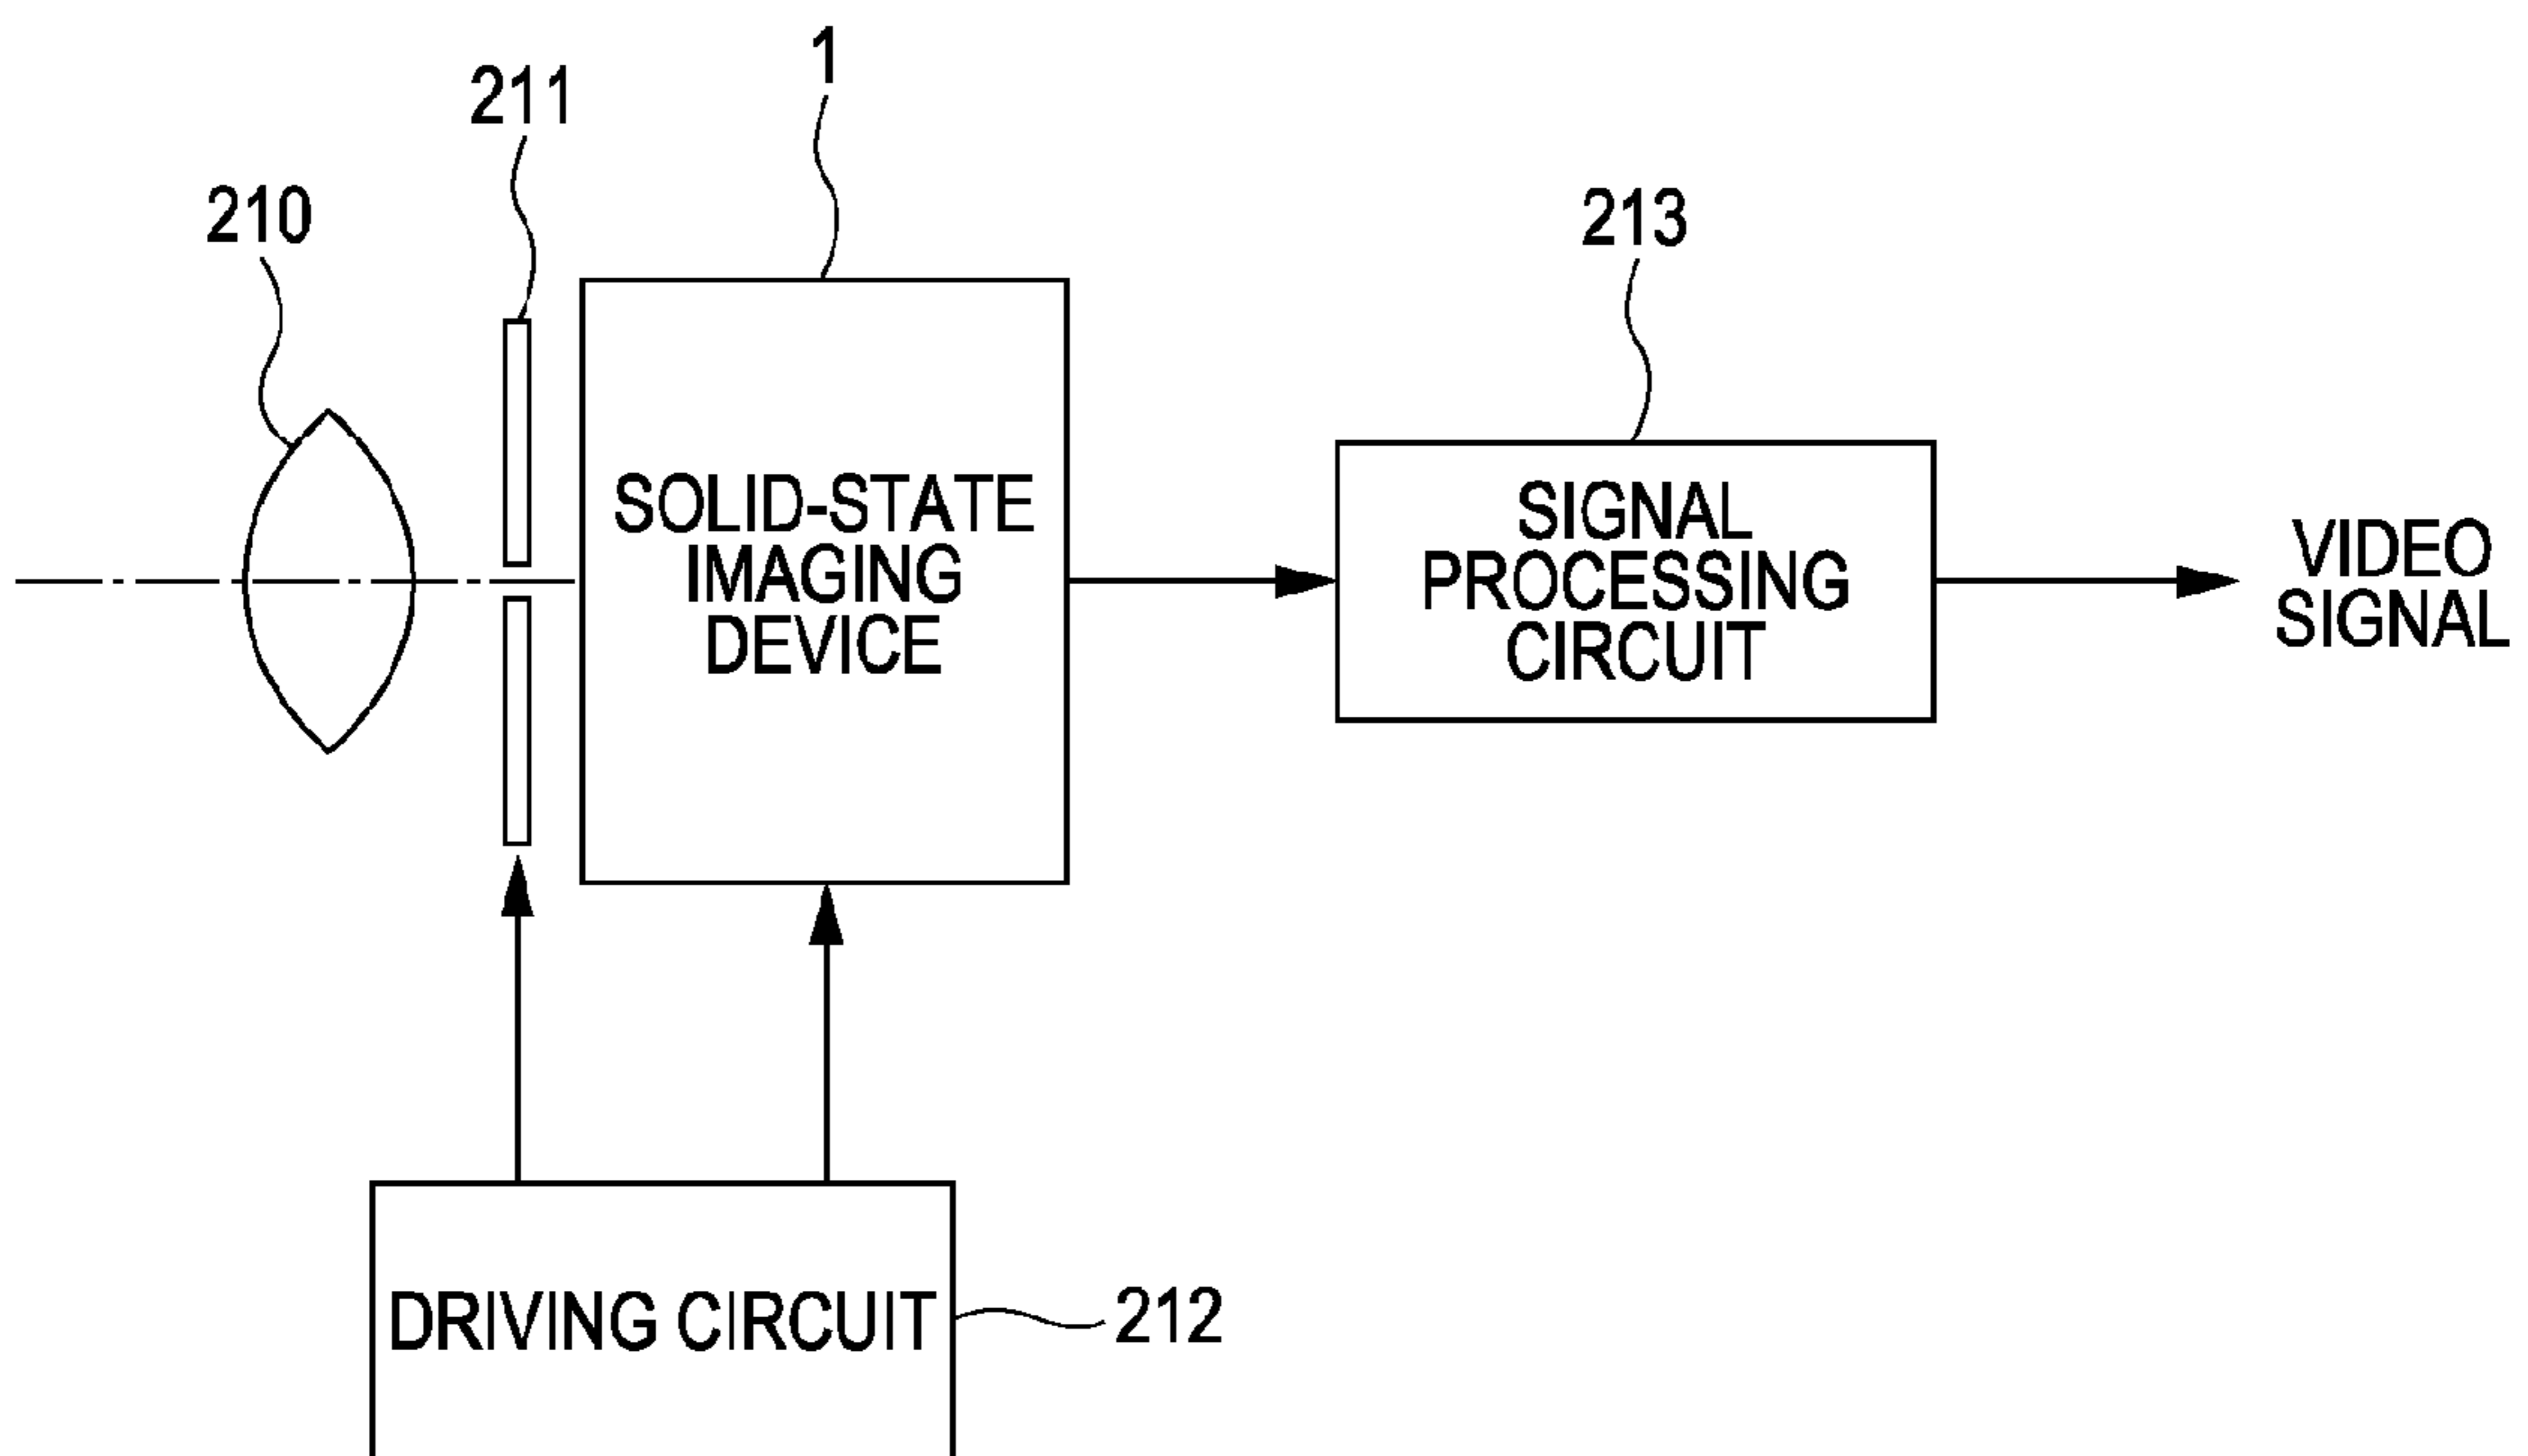 1
211
210
213
SOLID-STATE
IMAGING
DEVICE
SIGNAL
PROCESSING
CIRCUIT
VIDEO
SIGNAL
DRIVING CIRCUIT
212